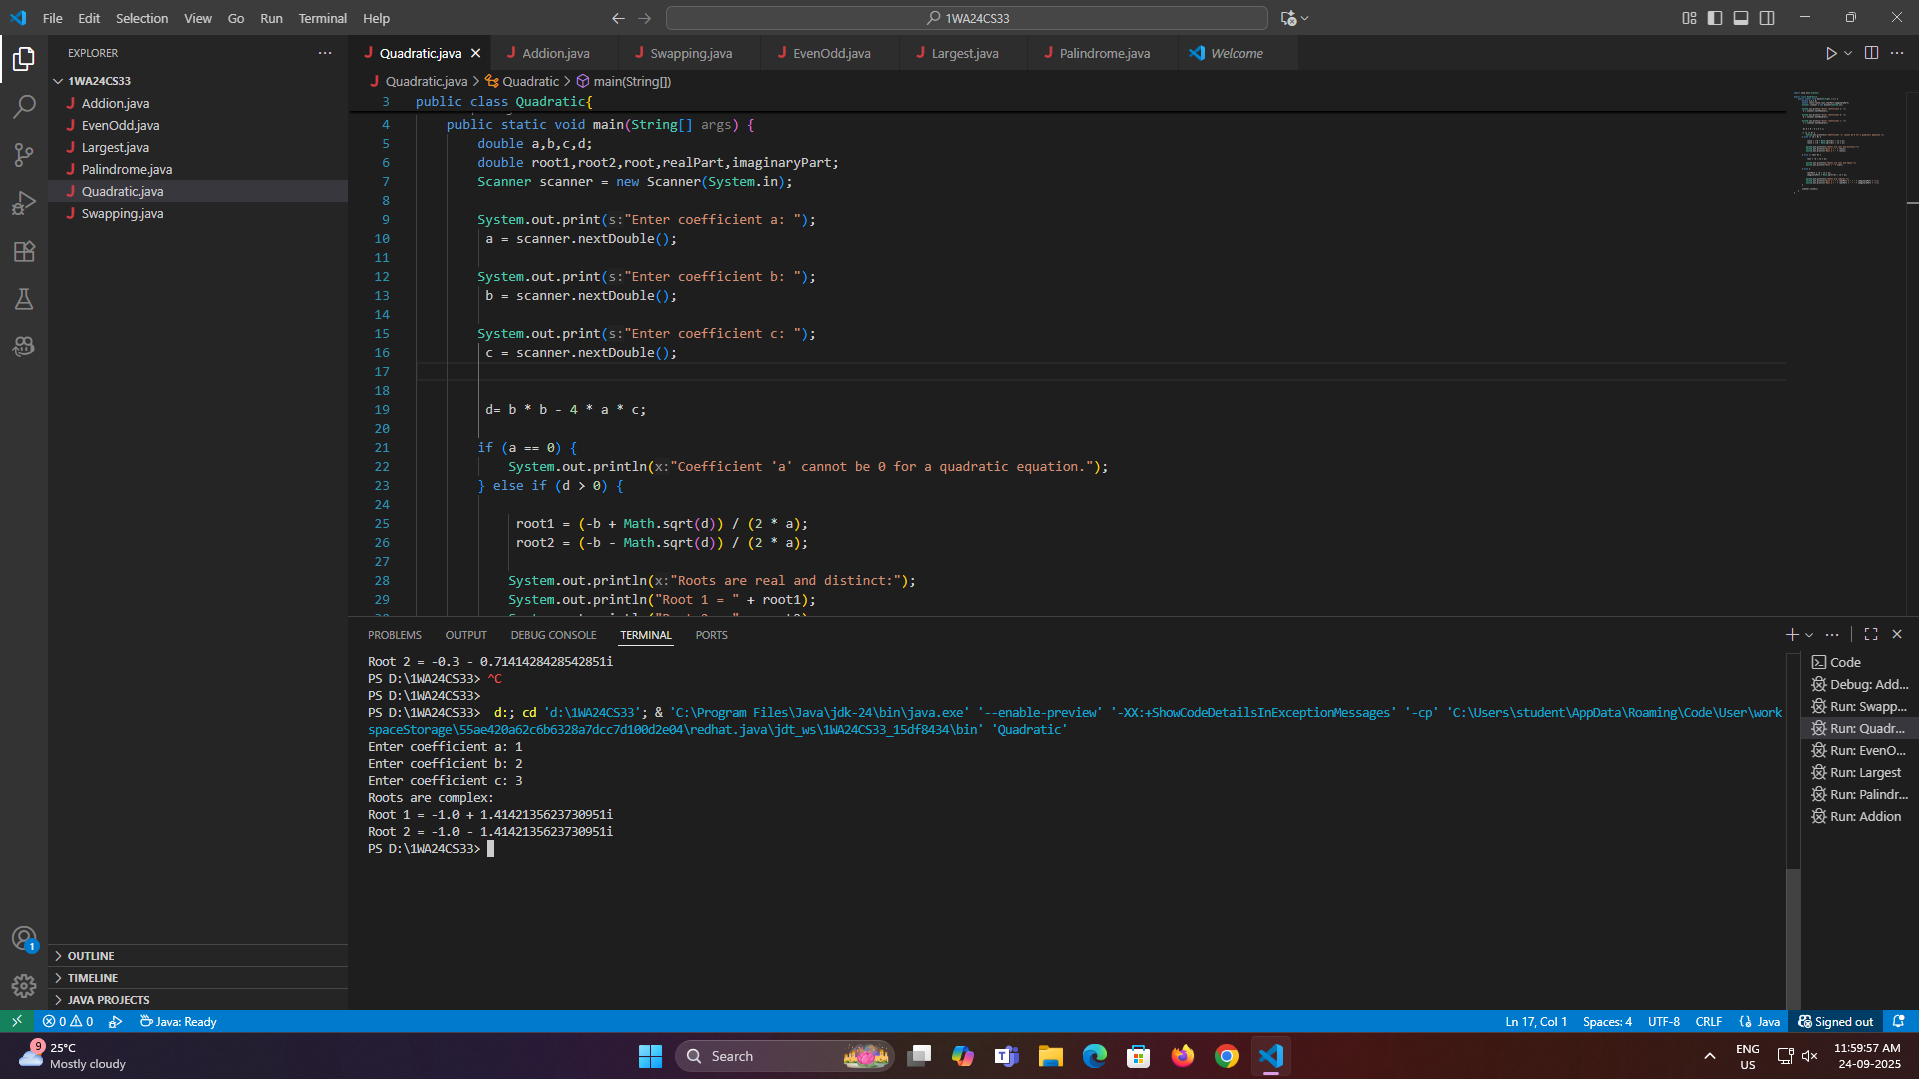 File Edit Selection View Go Run Terminal Help
1WA24CS33
EXPLORER
1WA24CS33
Addion.java
EvenOdd.java
Largest.java
Palindrome.java
Quadratic.java
Swapping.java
OUTLINE
TIMELINE
JAVA PROJECTS
Quadratic.java Addion.java Swapping.java EvenOdd.java Largest.java Palindrome.java Welcome
Quadratic.java > Quadratic > main(String[])
3 public class Quadratic{
4 public static void main(String[] args) {
5 double a,b,c,d;
6 double root1,root2,root,realPart,imaginaryPart;
7 Scanner scanner = new Scanner(System.in);
8
9 System.out.print(s:"Enter coefficient a: ");
10 a = scanner.nextDouble();
11
12 System.out.print(s:"Enter coefficient b: ");
13 b = scanner.nextDouble();
14
15 System.out.print(s:"Enter coefficient c: ");
16 c = scanner.nextDouble();
17
18
19 d= b * b - 4 * a * c;
20
21 if (a == 0) {
22 System.out.println(x:"Coefficient 'a' cannot be 0 for a quadratic equation.");
23 } else if (d > 0) {
24
25 root1 = (-b + Math.sqrt(d)) / (2 * a);
26 root2 = (-b - Math.sqrt(d)) / (2 * a);
27
28 System.out.println(x:"Roots are real and distinct:");
29 System.out.println("Root 1 = " + root1);
PROBLEMS OUTPUT DEBUG CONSOLE TERMINAL PORTS
Root 2 = -0.3 - 0.714142842854285​1i
PS D:\1WA24CS33> ^C
PS D:\1WA24CS33>
PS D:\1WA24CS33> d:; cd 'd:\1WA24CS33'; & 'C:\Program Files\Java\jdk-24\bin\java.exe' '--enable-preview' '-XX:+ShowCodeDetailsInExceptionMessages' '-cp' 'C:\Users\student\AppData\Roaming\Code\User\work
spaceStorage\55ae420a62c6b6328a7dcc7d100d2e04\redhat.java\jdt_ws\1WA24CS33_15df8434\bin' 'Quadratic'
Enter coefficient a: 1
Enter coefficient b: 2
Enter coefficient c: 3
Roots are complex:
Root 1 = -1.0 + 1.4142135623730951i
Root 2 = -1.0 - 1.4142135623730951i
PS D:\1WA24CS33>
Code
Debug: Add...
Run: Swapp...
Run: Quadr...
Run: EvenO...
Run: Largest
Run: Palindr...
Run: Addion
1
0 0 Java: Ready
Ln 17, Col 1 Spaces: 4 UTF-8 CRLF {} Java Signed out
9
25°C
Mostly cloudy
Search
ENG
US
11:59:57 AM
24-09-2025